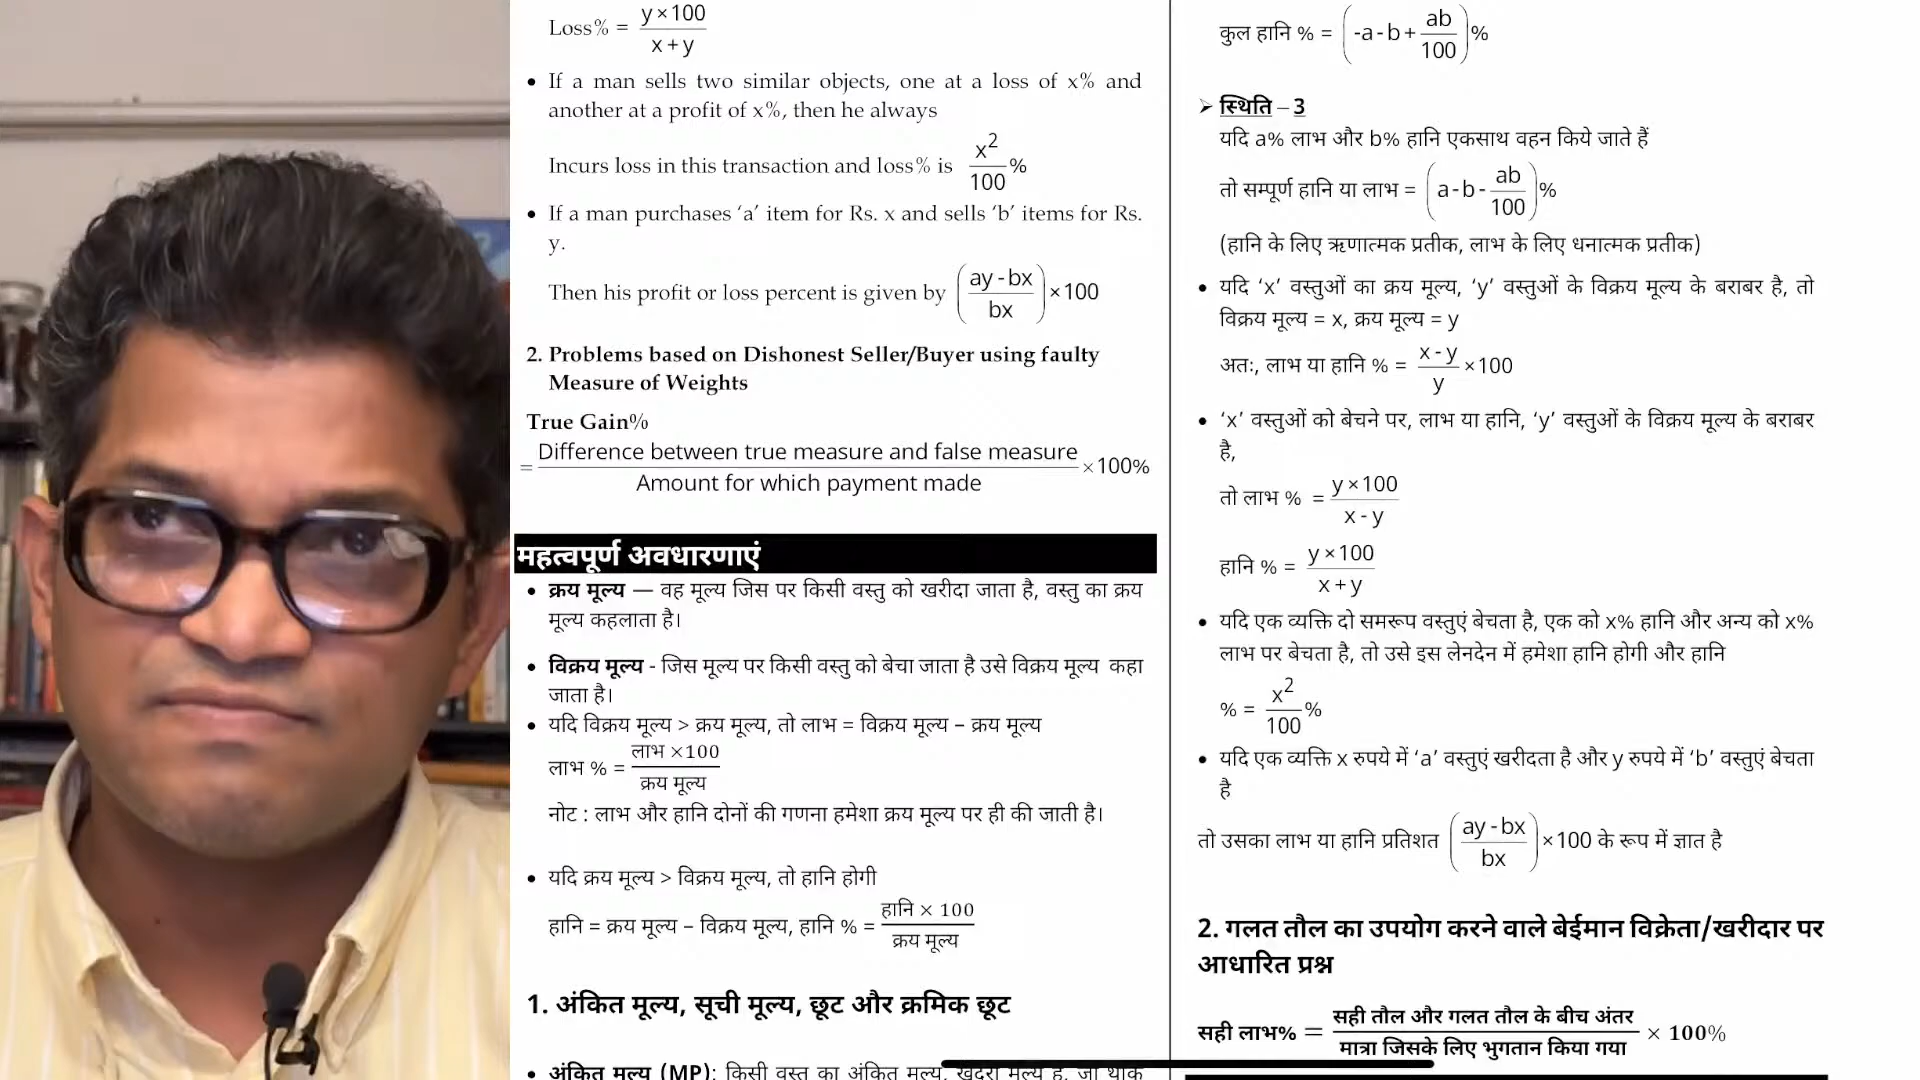 Loss% = y×100 / x+y
• If a man sells two similar objects, one at a loss of x% and
another at a profit of x%, then he always
Incurs loss in this transaction and loss% is x² / 100 %
• If a man purchases ‘a’ item for Rs. x and sells ‘b’ items for Rs.
y.
Then his profit or loss percent is given by (ay-bx / bx)×100
2. Problems based on Dishonest Seller/Buyer using faulty
Measure of Weights
True Gain%
= Difference between true measure and false measure / Amount for which payment made ×100%
महत्वपूर्ण अवधारणाएं
• क्रय मूल्य — वह मूल्य जिस पर किसी वस्तु को खरीदा जाता है, वस्तु का क्रय
मूल्य कहलाता है।
• विक्रय मूल्य - जिस मूल्य पर किसी वस्तु को बेचा जाता है उसे विक्रय मूल्य कहा
जाता है।
• यदि विक्रय मूल्य > क्रय मूल्य, तो लाभ = विक्रय मूल्य – क्रय मूल्य
लाभ % = लाभ ×100 / क्रय मूल्य
नोट : लाभ और हानि दोनों की गणना हमेशा क्रय मूल्य पर ही की जाती है।
• यदि क्रय मूल्य > विक्रय मूल्य, तो हानि होगी
हानि = क्रय मूल्य – विक्रय मूल्य, हानि % = हानि × 100 / क्रय मूल्य
1. अंकित मूल्य, सूची मूल्य, छूट और क्रमिक छूट
• अंकित मूल्य (MP): किसी वस्तु का अंकित मूल्य, खुदरा मूल्य है, जो थोक
कुल हानि % = (-a-b+ab / 100)%
➢ स्थिति – 3
यदि a% लाभ और b% हानि एकसाथ वहन किये जाते हैं
तो सम्पूर्ण हानि या लाभ = (a-b-ab / 100)%
(हानि के लिए ऋणात्मक प्रतीक, लाभ के लिए धनात्मक प्रतीक)
• यदि ‘x’ वस्तुओं का क्रय मूल्य, ‘y’ वस्तुओं के विक्रय मूल्य के बराबर है, तो
विक्रय मूल्य = x, क्रय मूल्य = y
अतः, लाभ या हानि % = x-y / y ×100
• ‘x’ वस्तुओं को बेचने पर, लाभ या हानि, ‘y’ वस्तुओं के विक्रय मूल्य के बराबर
है,
तो लाभ % = y×100 / x-y
हानि % = y×100 / x+y
• यदि एक व्यक्ति दो समरूप वस्तुएं बेचता है, एक को x% हानि और अन्य को x%
लाभ पर बेचता है, तो उसे इस लेनदेन में हमेशा हानि होगी और हानि
% = x² / 100 %
• यदि एक व्यक्ति x रुपये में ‘a’ वस्तुएं खरीदता है और y रुपये में ‘b’ वस्तुएं बेचता
है
तो उसका लाभ या हानि प्रतिशत (ay-bx / bx)×100 के रूप में ज्ञात है
2. गलत तौल का उपयोग करने वाले बेईमान विक्रेता/खरीदार पर
आधारित प्रश्न
सही लाभ% = सही तौल और गलत तौल के बीच अंतर / मात्रा जिसके लिए भुगतान किया गया × 100%